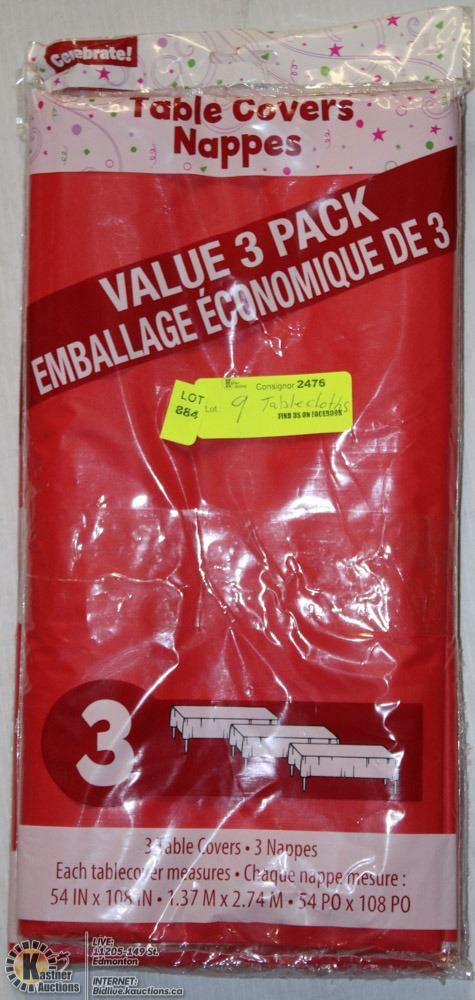 Celebrate!
Table Covers
Nappes
VALUE 3 PACK
EMBALLAGE ÉCONOMIQUE DE 3
LOT
884
Consignor 2476
Lot: 9 Tablecloths
FIND US ON FACEBOOK
3
3 Table Covers • 3 Nappes
Each tablecover measures • Chaque nappe mesure :
54 IN x 108 IN • 1.37 M x 2.74 M • 54 PO x 108 PO
Kastner
Auctions
LIVE:
11205-149 St.
Edmonton
INTERNET:
Bidlive.kauctions.ca